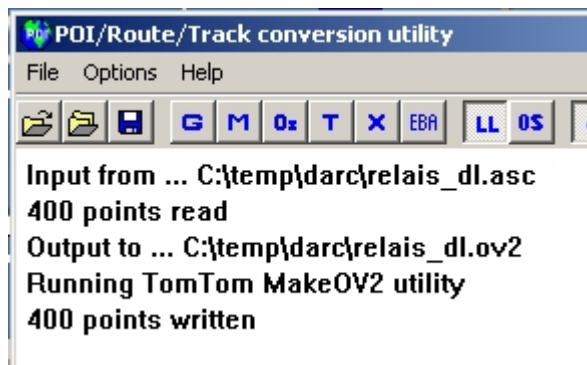 POI/Route/Track conversion utility
File Options Help
G M Oz T X EBA LL OS
Input from ... C:\temp\darc\relais_dl.asc
400 points read
Output to ... C:\temp\darc\relais_dl.ov2
Running TomTom MakeOV2 utility
400 points written